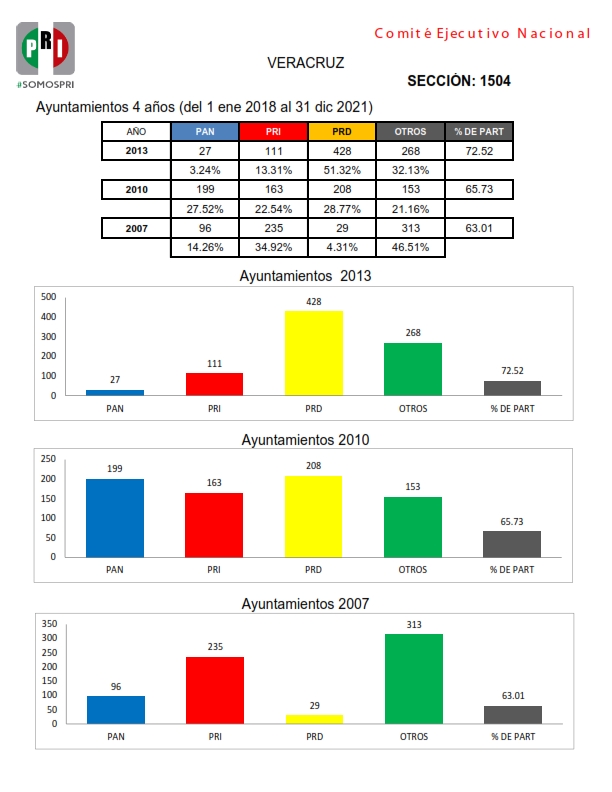 PRI
#SOMOSPRI
Comité Ejecutivo Nacional
VERACRUZ
SECCIÓN: 1504
Ayuntamientos 4 años (del 1 ene 2018 al 31 dic 2021)
AÑO PAN PRI PRD OTROS % DE PART
2013 27 111 428 268 72.52
3.24% 13.31% 51.32% 32.13%
2010 199 163 208 153 65.73
27.52% 22.54% 28.77% 21.16%
2007 96 235 29 313 63.01
14.26% 34.92% 4.31% 46.51%
Ayuntamientos 2013
500
400
300
200
100
0
27 111 428 268 72.52
PAN PRI PRD OTROS % DE PART
Ayuntamientos 2010
250
200
150
100
50
0
199 163 208 153 65.73
PAN PRI PRD OTROS % DE PART
Ayuntamientos 2007
350
300
250
200
150
100
50
0
96 235 29 313 63.01
PAN PRI PRD OTROS % DE PART